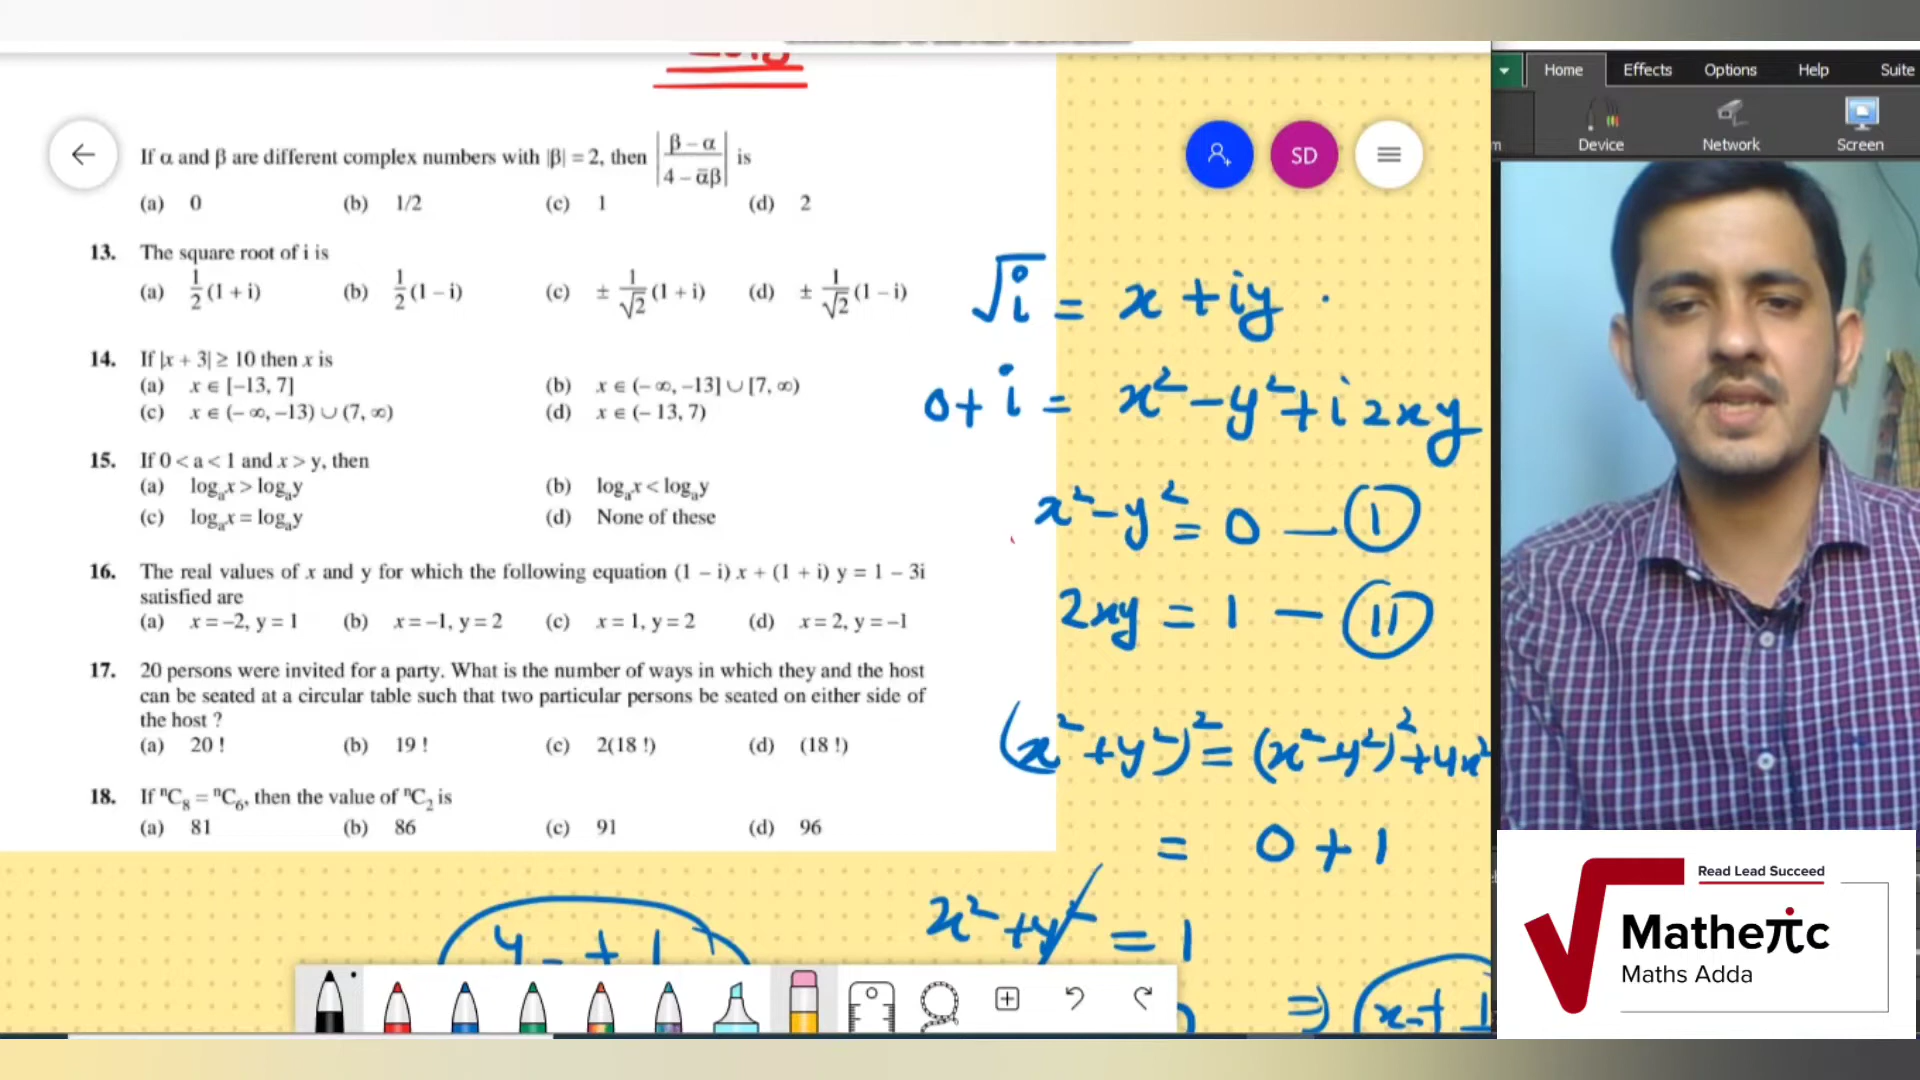 Home Effects Options Help Suite
Device Network Screen
If α and β are different complex numbers with |β| = 2, then |β – α / 4 – ᾱβ| is
(a) 0 (b) 1/2 (c) 1 (d) 2
SD
13. The square root of i is
(a) 1/2 (1 + i) (b) 1/2 (1 – i) (c) ± 1/√2 (1 + i) (d) ± 1/√2 (1 – i)
14. If |x + 3| ≥ 10 then x is
(a) x ∈ [–13, 7] (b) x ∈ (– ∞, –13] ∪ [7, ∞)
(c) x ∈ (– ∞, –13) ∪ (7, ∞) (d) x ∈ (– 13, 7)
15. If 0 < a < 1 and x > y, then
(a) logₐx > logₐy (b) logₐx < logₐy
(c) logₐx = logₐy (d) None of these
16. The real values of x and y for which the following equation (1 – i) x + (1 + i) y = 1 – 3i
satisfied are
(a) x = –2, y = 1 (b) x = –1, y = 2 (c) x = 1, y = 2 (d) x = 2, y = –1
17. 20 persons were invited for a party. What is the number of ways in which they and the host
can be seated at a circular table such that two particular persons be seated on either side of
the host ?
(a) 20 ! (b) 19 ! (c) 2(18 !) (d) (18 !)
18. If ⁿC₈ = ⁿC₆, then the value of ⁿC₂ is
(a) 81 (b) 86 (c) 91 (d) 96
√i = x + iy
0 + i = x² – y² + i 2xy
x² – y² = 0 — (I)
2xy = 1 — (II)
(x² + y²)² = (x² – y²)² + 4x²
= 0 + 1
x² + y² = 1
y = ± 1
⇒ x = ± 1
Read Lead Succeed
Matheπc
Maths Adda